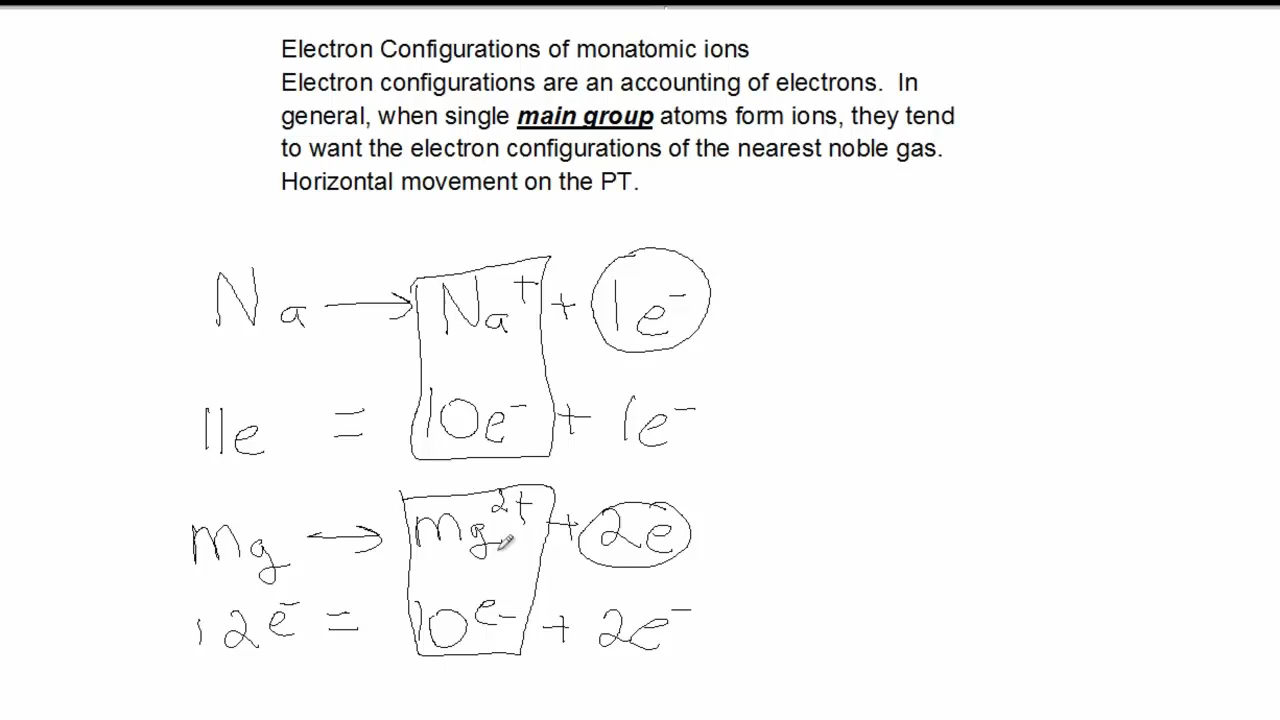 Electron Configurations of monatomic ions
Electron configurations are an accounting of electrons. In
general, when single main group atoms form ions, they tend
to want the electron configurations of the nearest noble gas.
Horizontal movement on the PT.
Na → Na⁺ + 1e⁻
11e = 10e⁻ + 1e⁻
Mg → Mg²⁺ + 2e
12e⁻ = 10e⁻ + 2e⁻